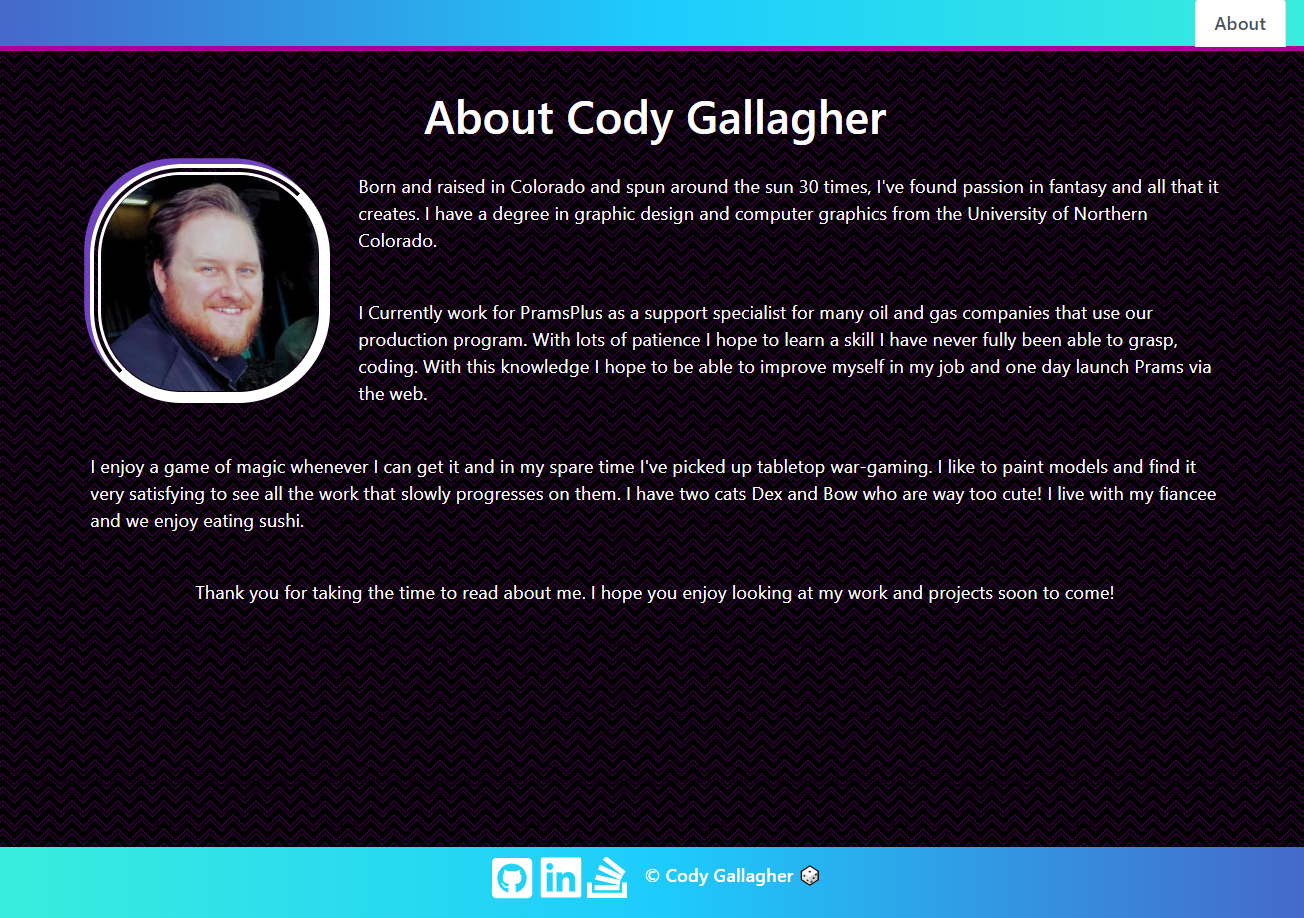 About
About Cody Gallagher
Born and raised in Colorado and spun around the sun 30 times, I've found passion in fantasy and all that it
creates. I have a degree in graphic design and computer graphics from the University of Northern
Colorado.
I Currently work for PramsPlus as a support specialist for many oil and gas companies that use our
production program. With lots of patience I hope to learn a skill I have never fully been able to grasp,
coding. With this knowledge I hope to be able to improve myself in my job and one day launch Prams via
the web.
I enjoy a game of magic whenever I can get it and in my spare time I've picked up tabletop war-gaming. I like to paint models and find it
very satisfying to see all the work that slowly progresses on them. I have two cats Dex and Bow who are way too cute! I live with my fiancee
and we enjoy eating sushi.
Thank you for taking the time to read about me. I hope you enjoy looking at my work and projects soon to come!
in © Cody Gallagher